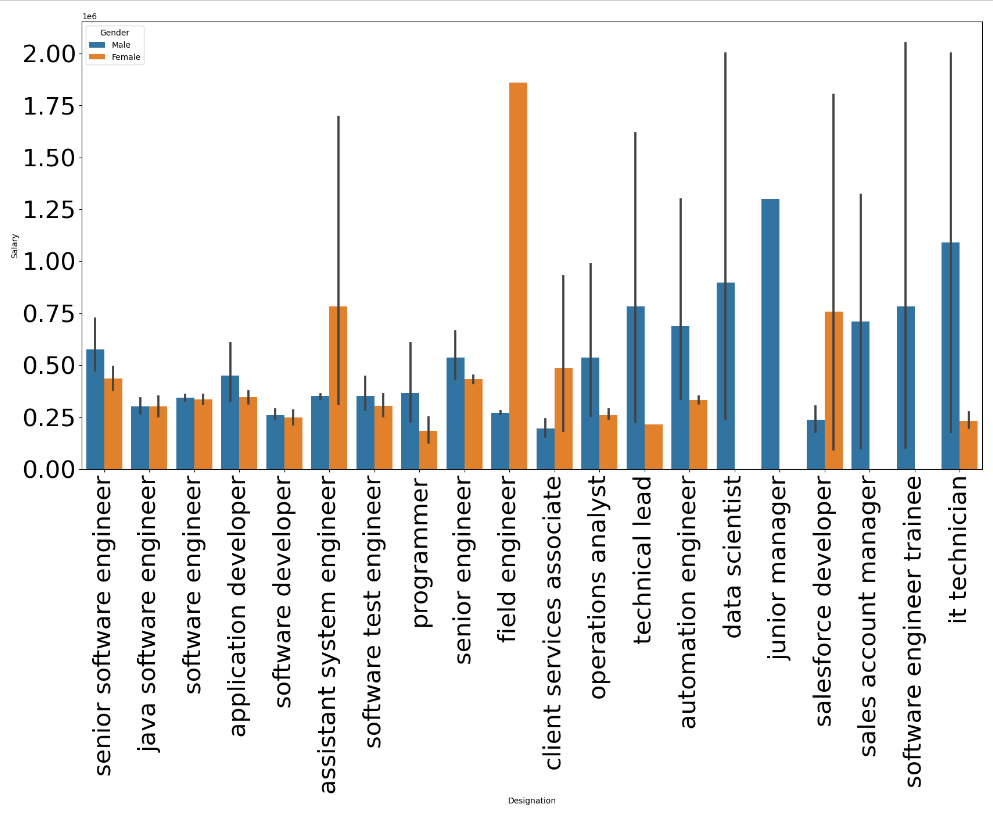 1e6
Gender
Male
Female
2.00
1.75
1.50
1.25
1.00
0.75
0.50
0.25
0.00
Salary
senior software engineer
java software engineer
software engineer
application developer
software developer
assistant system engineer
software test engineer
programmer
senior engineer
field engineer
client services associate
operations analyst
technical lead
automation engineer
data scientist
junior manager
salesforce developer
sales account manager
software engineer trainee
it technician
Designation